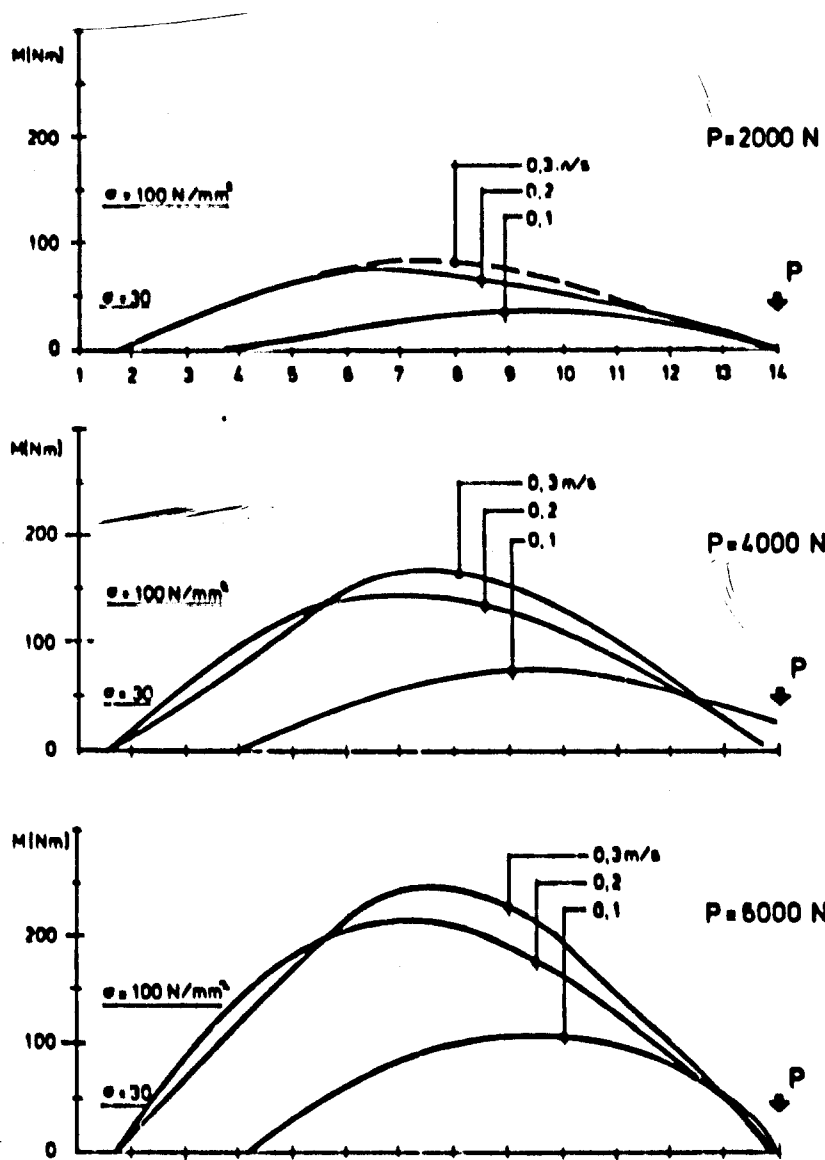 M[Nm]
P=2000 N
200
0,3 m/s
σ=100 N/mm²
0,2
0,1
100
P
σ=30
0
1 2 3 4 5 6 7 8 9 10 11 12 13 14
M[Nm]
0,3 m/s
0,2
200
0,1
P=4000 N
σ=100 N/mm²
100
P
σ=30
0
M[Nm]
0,3 m/s
0,2
0,1
P=6000 N
200
σ=100 N/mm²
100
P
σ=30
0